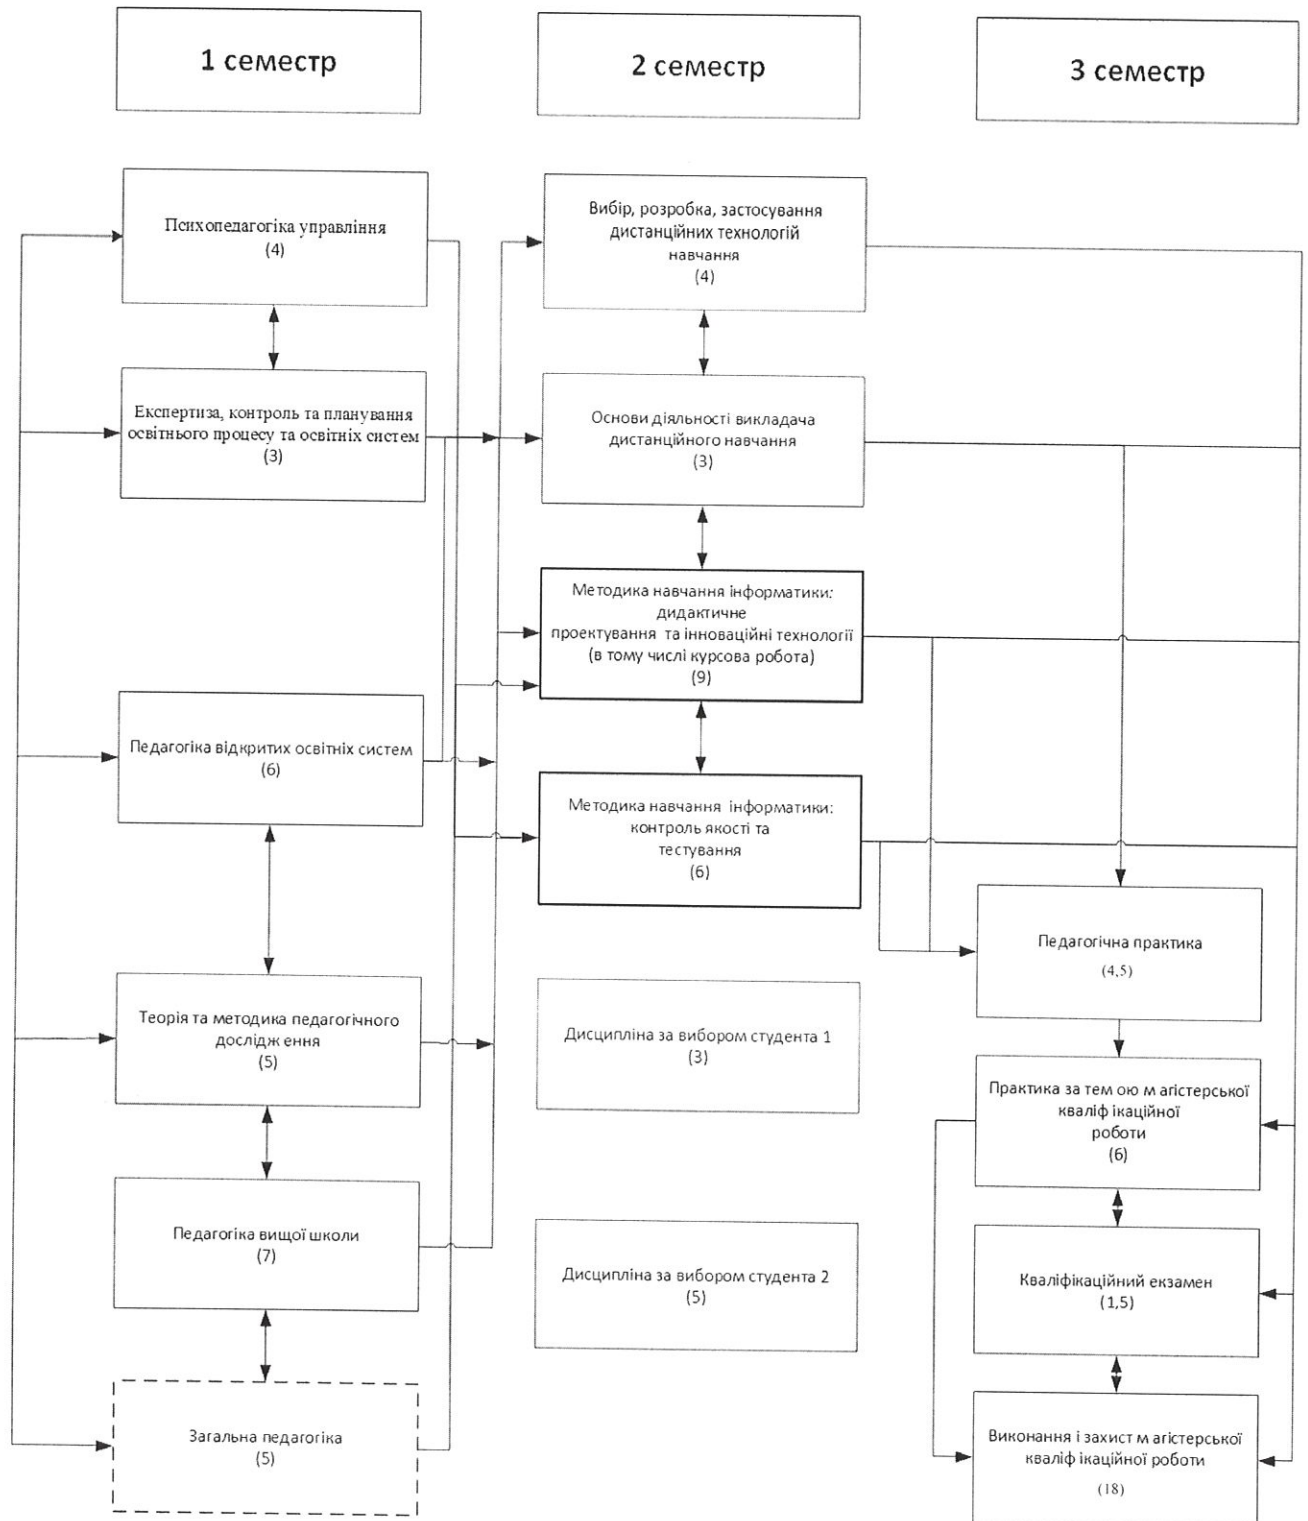 1 семестр
2 семестр
3 семестр
Психопедагогіка управління
(4)
Експертиза, контроль та планування
освітнього процесу та освітніх систем
(3)
Педагогіка відкритих освітніх систем
(6)
Теорія та методика педагогічного
дослідження
(5)
Педагогіка вищої школи
(7)
Загальна педагогіка
(5)
Вибір, розробка, застосування
дистанційних технологій
навчання
(4)
Основи діяльності викладача
дистанційного навчання
(3)
Методика навчання інформатики:
дидактичне
проектування та інноваційні технології
(в тому числі курсова робота)
(9)
Методика навчання інформатики:
контроль якості та
тестування
(6)
Дисципліна за вибором студента 1
(3)
Дисципліна за вибором студента 2
(5)
Педагогічна практика
(4,5)
Практика за тем ою м агістерської
кваліф ікаційної
роботи
(6)
Кваліфікаційний екзамен
(1,5)
Виконання і захист м агістерської
кваліф ікаційної роботи
(18)